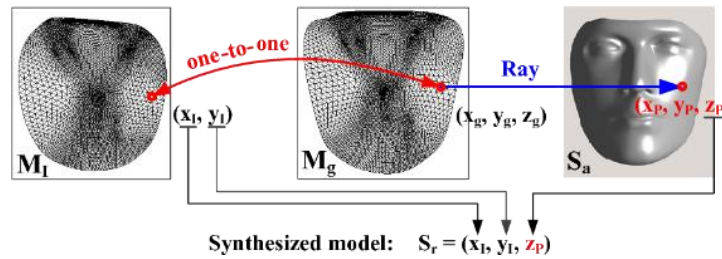 one-to-one
Ray
(x_I, y_I)
(x_g, y_g, z_g)
(x_P, y_P, z_P)
M_I
M_g
S_a
Synthesized model: S_r = (x_I, y_I, z_P)